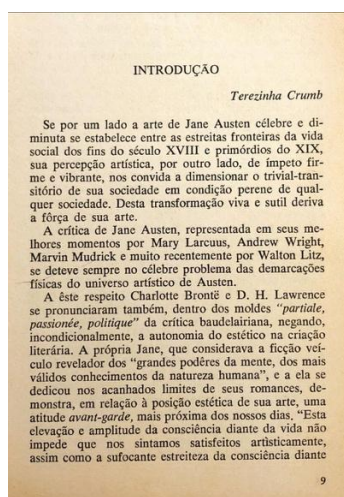 INTRODUÇÃO
Terezinha Crumb
Se por um lado a arte de Jane Austen célebre e di-
minuta se estabelece entre as estreitas fronteiras da vida
social dos fins do século XVIII e primórdios do XIX,
sua percepção artística, por outro lado, de ímpeto fir-
me e vibrante, nos convida a dimensionar o trivial-tran-
sitório de sua sociedade em condição perene de qual-
quer sociedade. Desta transformação viva e sutil deriva
a fôrça de sua arte.
A crítica de Jane Austen, representada em seus me-
lhores momentos por Mary Larcuus, Andrew Wright,
Marvin Mudrick e muito recentemente por Walton Litz,
se deteve sempre no célebre problema das demarcações
físicas do universo artístico de Austen.
A êste respeito Charlotte Brontë e D. H. Lawrence
se pronunciaram também, dentro dos moldes "partiale,
passionée, politique" da crítica baudelairiana, negando,
incondicionalmente, a autonomia do estético na criação
literária. A própria Jane, que considerava a ficção veí-
culo revelador dos "grandes podêres da mente, dos mais
válidos conhecimentos da natureza humana", e a ela se
dedicou nos acanhados limites de seus romances, de-
monstra, em relação à posição estética de sua arte, uma
atitude avant-garde, mais próxima dos nossos dias. "Esta
elevação e amplitude da consciência diante da vida não
impede que nos sintamos satisfeitos artìsticamente,
assim como a sufocante estreiteza da consciência diante
9